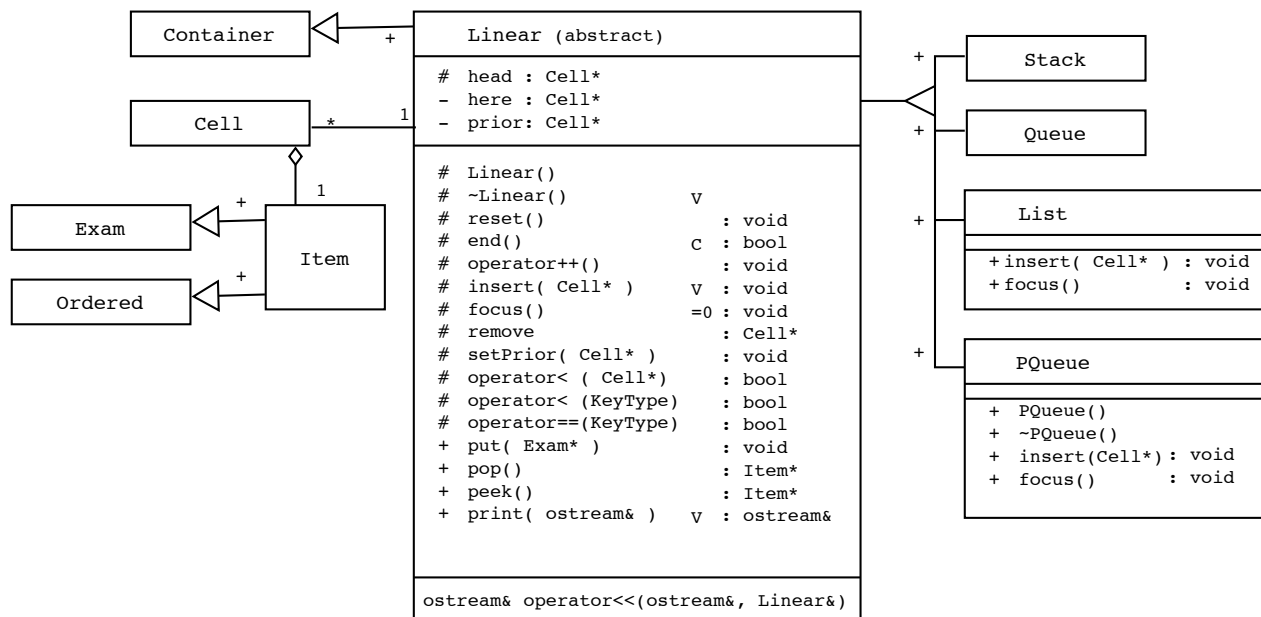 Container
+
Cell
*
1
1
Exam
+
Item
Ordered
+
Linear (abstract)
# head : Cell*
- here : Cell*
- prior: Cell*
# Linear()
# ~Linear() V
# reset() : void
# end() C : bool
# operator++() : void
# insert( Cell* ) V : void
# focus() =0 : void
# remove : Cell*
# setPrior( Cell* ) : void
# operator< ( Cell*) : bool
# operator< (KeyType) : bool
# operator==(KeyType) : bool
+ put( Exam* ) : void
+ pop() : Item*
+ peek() : Item*
+ print( ostream& ) V : ostream&
ostream& operator<<(ostream&, Linear&)
+
Stack
+
Queue
+
List
+insert( Cell* ) : void
+focus() : void
+
PQueue
+ PQueue()
+ ~PQueue()
+ insert(Cell*) : void
+ focus() : void